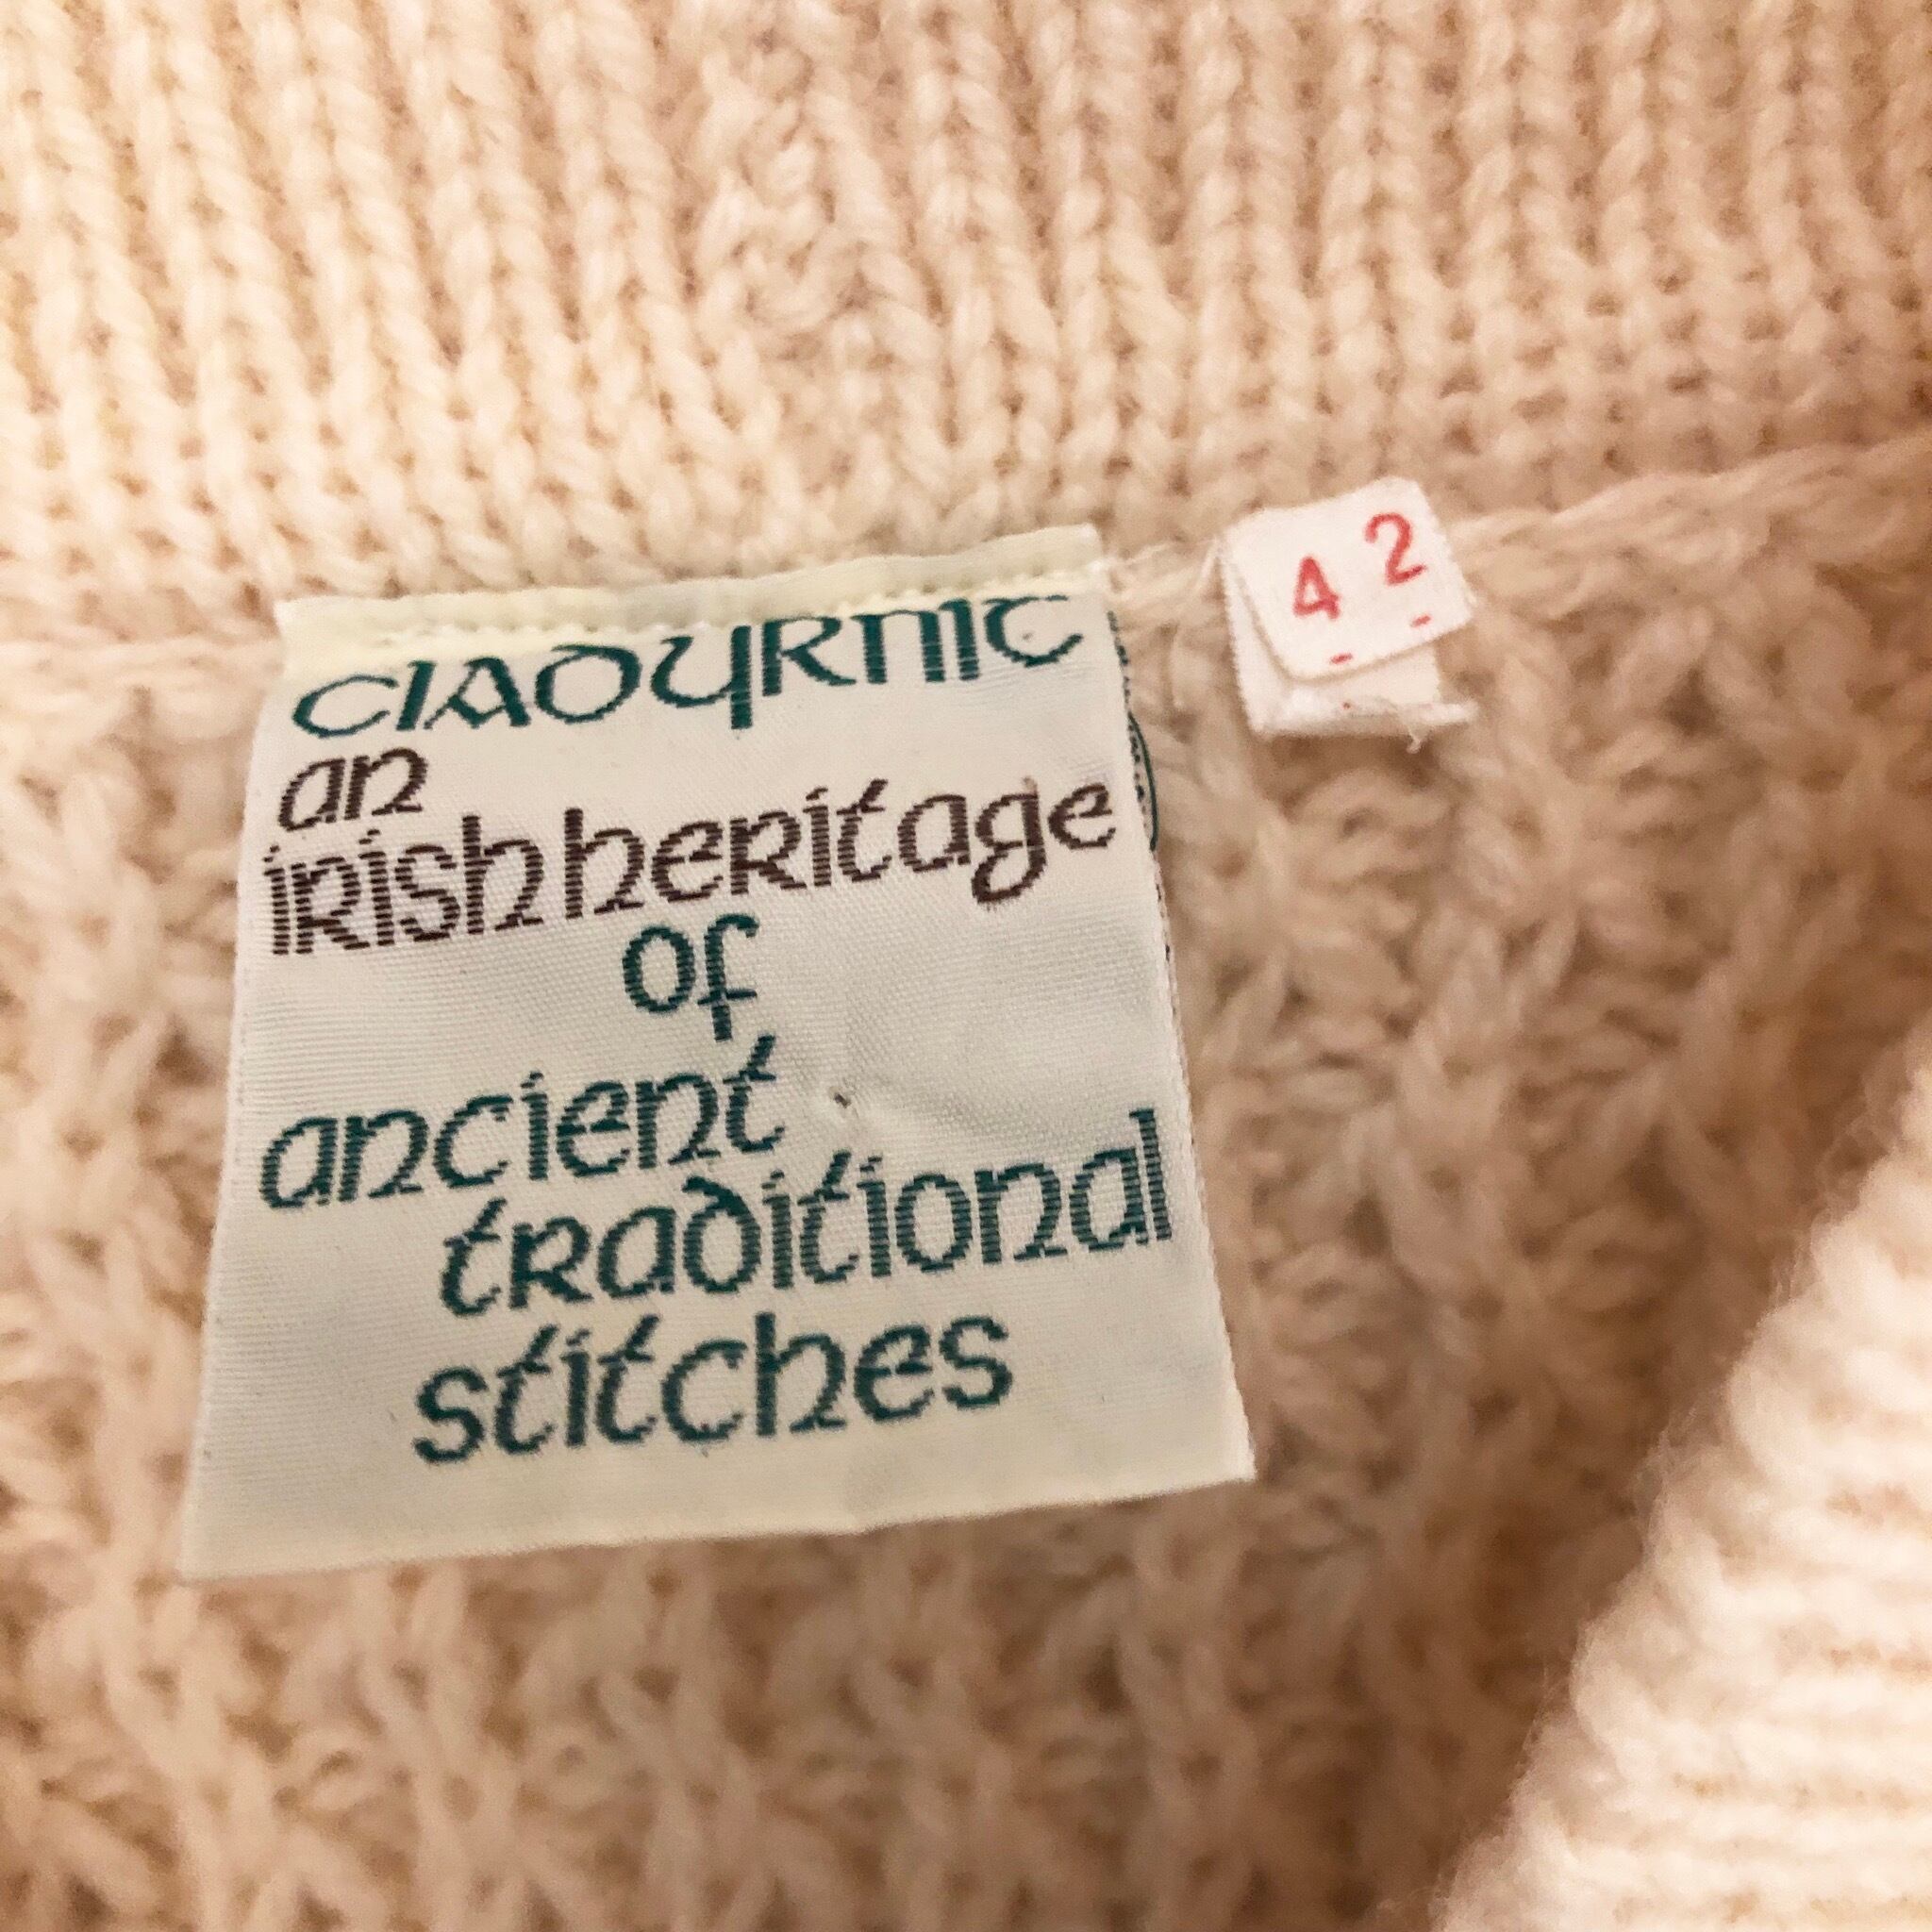 CIADYRNIC
an
irish heritage
of
ancient
traditional
stitches
42